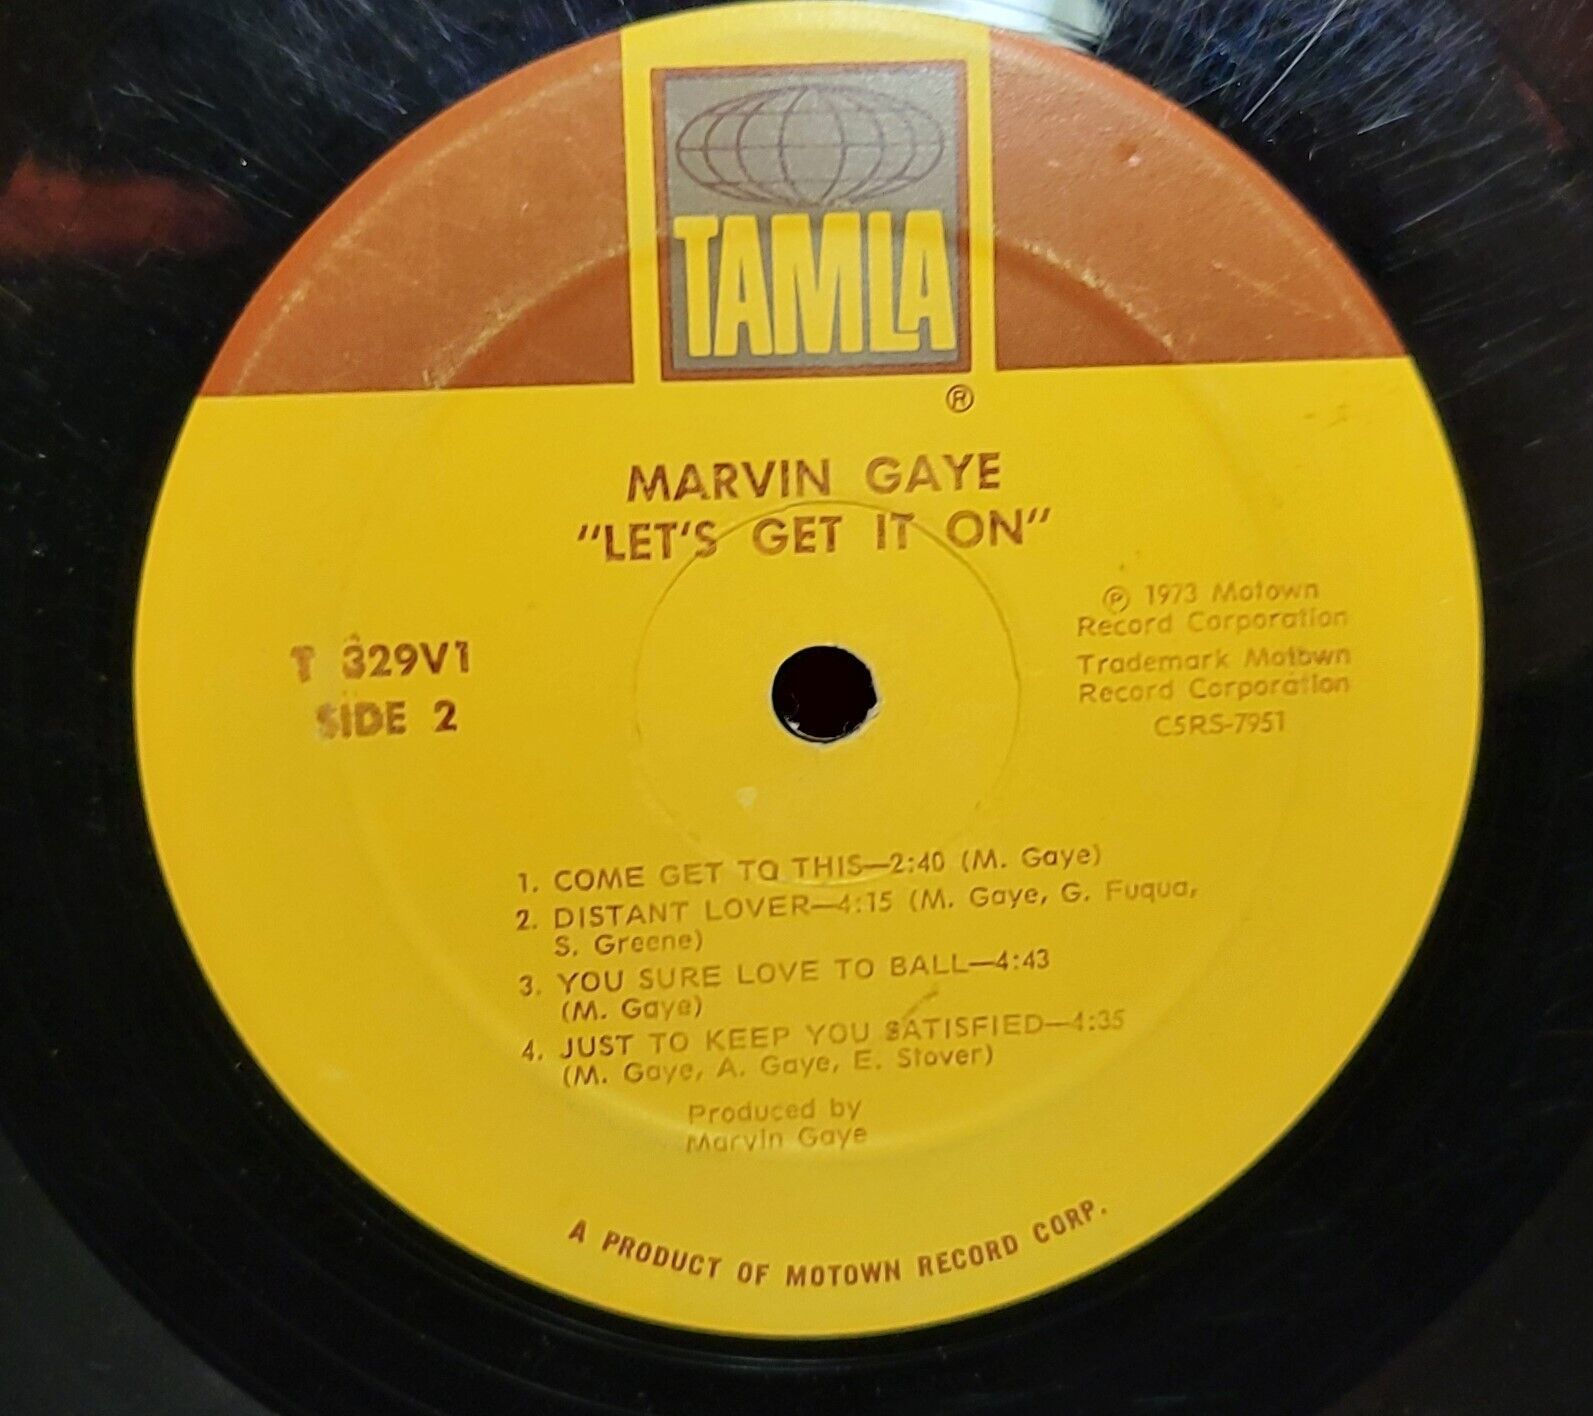 TAMLA
®
MARVIN GAYE
"LET'S GET IT ON"
℗ 1973 Motown
Record Corporation
Trademark Motown
Record Corporation
C5RS-7951
T 329V1
SIDE 2
1. COME GET TO THIS—2:40 (M. Gaye)
2. DISTANT LOVER—4:15 (M. Gaye, G. Fuqua,
S. Greene)
3. YOU SURE LOVE TO BALL—4:43
(M. Gaye)
4. JUST TO KEEP YOU SATISFIED—4:35
(M. Gaye, A. Gaye, E. Stover)
Produced by
Marvin Gaye
A PRODUCT OF MOTOWN RECORD CORP.